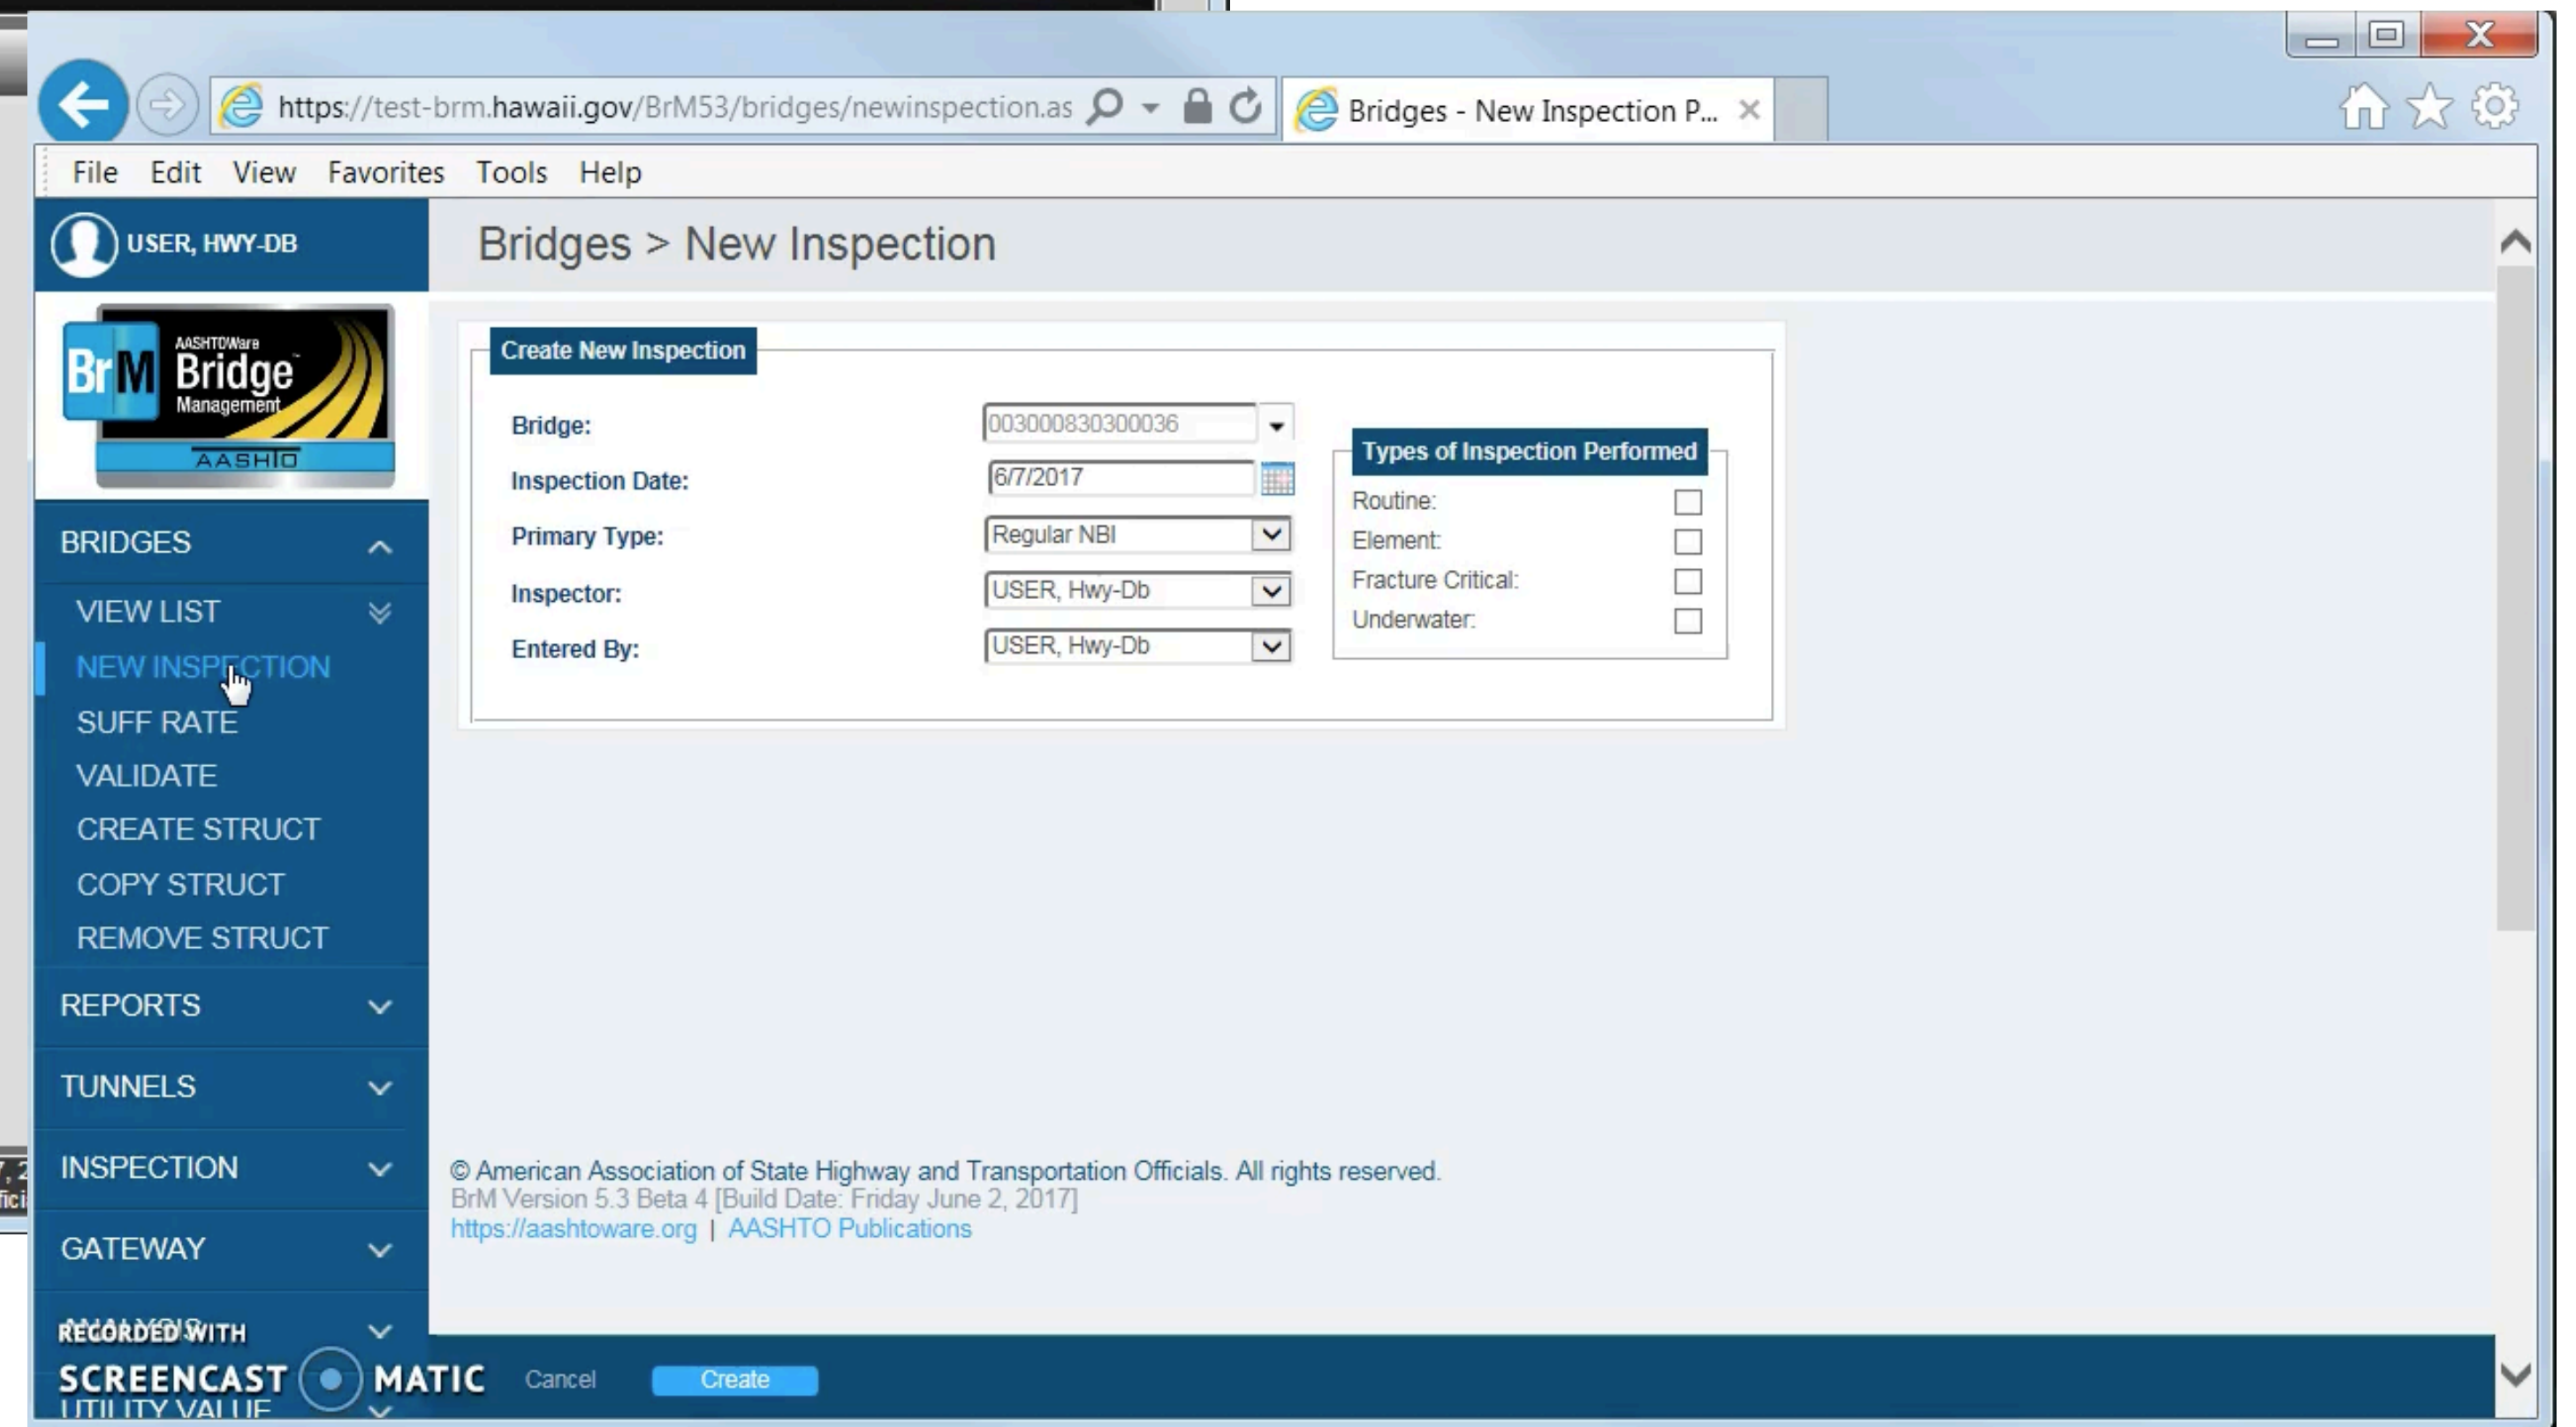 https://test-brm.hawaii.gov/BrM53/bridges/newinspection.as
Bridges - New Inspection P...
File Edit View Favorites Tools Help
USER, HWY-DB
Bridges > New Inspection
BrM
AASHTOWare
Bridge™
Management
AASHTO
BRIDGES
VIEW LIST
NEW INSPECTION
SUFF RATE
VALIDATE
CREATE STRUCT
COPY STRUCT
REMOVE STRUCT
REPORTS
TUNNELS
INSPECTION
GATEWAY
ANALYSIS
UTILITY VALUE
Create New Inspection
Bridge: 003000830300036
Inspection Date: 6/7/2017
Primary Type: Regular NBI
Inspector: USER, Hwy-Db
Entered By: USER, Hwy-Db
Types of Inspection Performed
Routine:
Element:
Fracture Critical:
Underwater:
© American Association of State Highway and Transportation Officials. All rights reserved.
BrM Version 5.3 Beta 4 [Build Date: Friday June 2, 2017]
https://aashtoware.org | AASHTO Publications
RECORDED WITH
SCREENCAST MATIC
Cancel Create